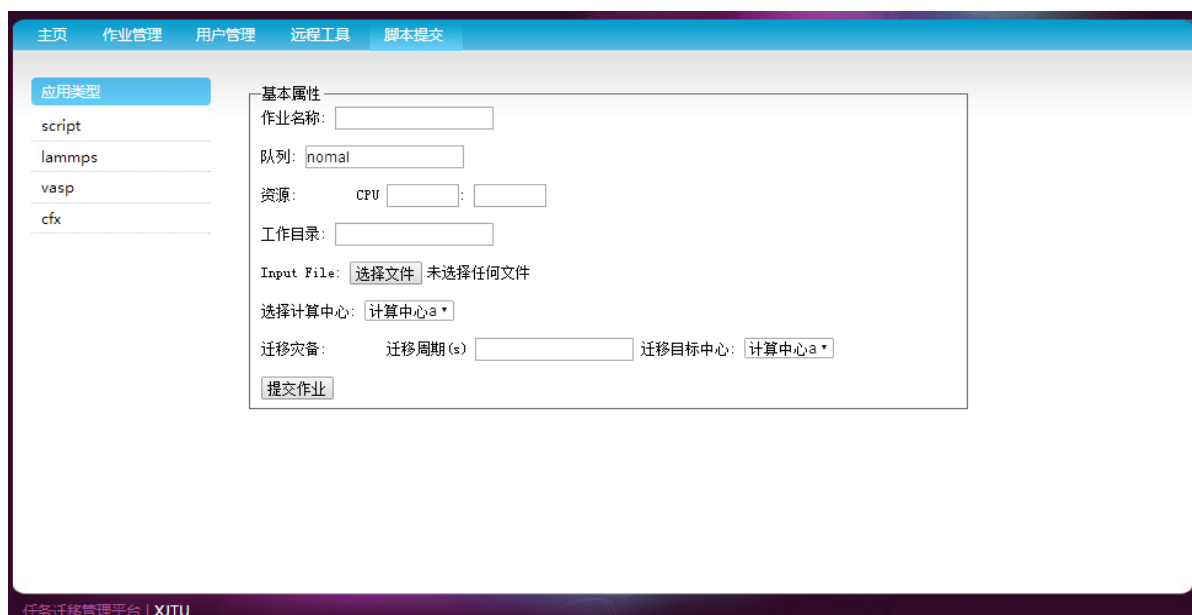 主页 作业管理 用户管理 远程工具 脚本提交
应用类型
script
lammps
vasp
cfx
基本属性
作业名称:
队列: nomal
资源: CPU :
工作目录:
Input File: 选择文件 未选择任何文件
选择计算中心: 计算中心a
迁移灾备: 迁移周期(s) 迁移目标中心: 计算中心a
提交作业
任务迁移管理平台 | XJTU